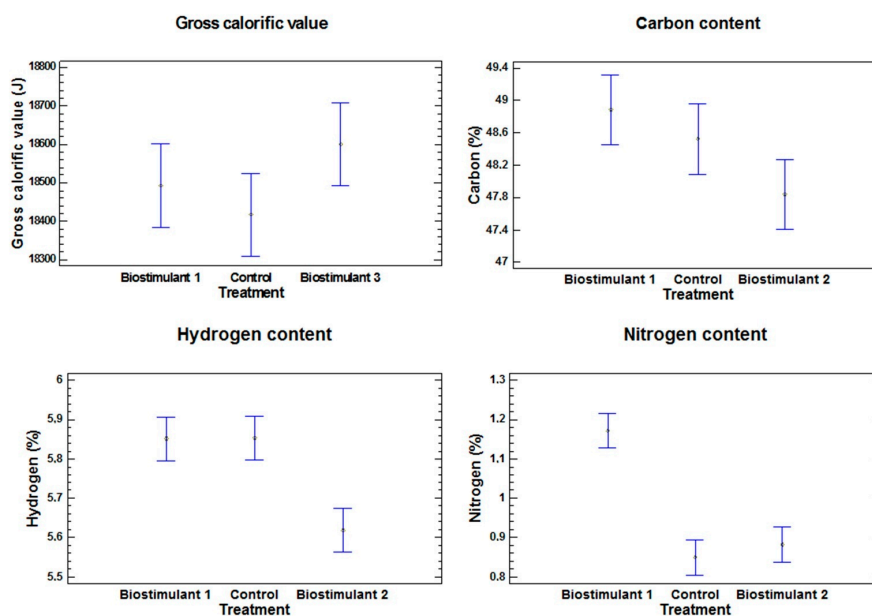 Gross calorific value
Gross calorific value (J)
18800
18700
18600
18500
18400
18300
Biostimulant 1 Control Biostimulant 3
Treatment
Carbon content
Carbon (%)
49.4
49
48.6
48.2
47.8
47.4
47
Biostimulant 1 Control Biostimulant 2
Treatment
Hydrogen content
Hydrogen (%)
6
5.9
5.8
5.7
5.6
5.5
Biostimulant 1 Control Biostimulant 2
Treatment
Nitrogen content
Nitrogen (%)
1.3
1.2
1.1
1
0.9
0.8
Biostimulant 1 Control Biostimulant 2
Treatment